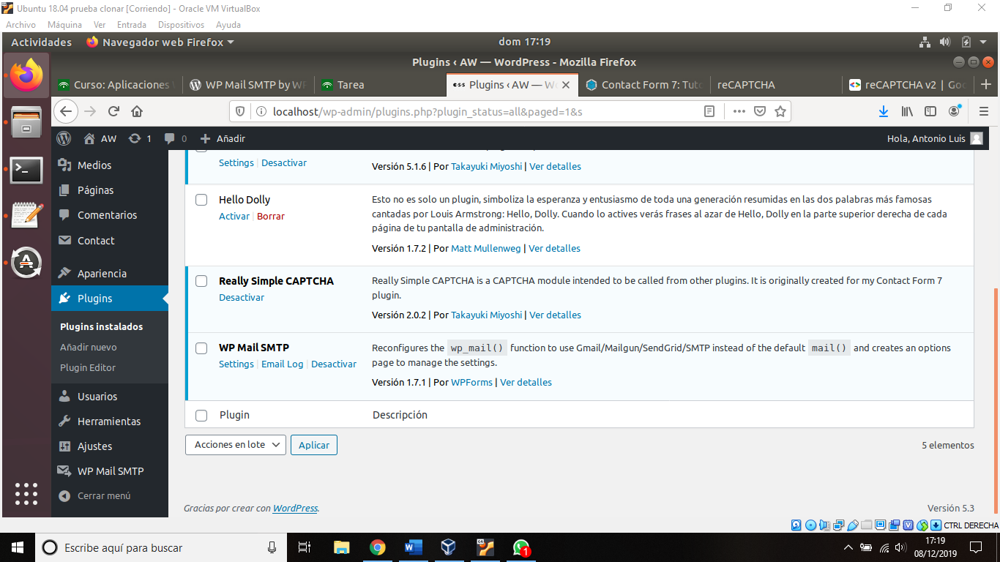 Ubuntu 18.04 prueba clonar [Corriendo] - Oracle VM VirtualBox
Archivo Máquina Ver Entrada Dispositivos Ayuda
Actividades Navegador web Firefox dom 17:19
Plugins ‹ AW — WordPress - Mozilla Firefox
Curso: Aplicaciones WP Mail SMTP by WP Tarea Plugins ‹ AW — Wo Contact Form 7: Tuto reCAPTCHA reCAPTCHA v2 | Goo
localhost/wp-admin/plugins.php?plugin_status=all&paged=1&s
AW 1 0 Añadir Hola, Antonio Luis
Medios
Páginas
Comentarios
Contact
Apariencia
Plugins
Plugins instalados
Añadir nuevo
Plugin Editor
Usuarios
Herramientas
Ajustes
WP Mail SMTP
Cerrar menú
Settings | Desactivar
Versión 5.1.6 | Por Takayuki Miyoshi | Ver detalles
Hello Dolly
Activar | Borrar
Esto no es solo un plugin, simboliza la esperanza y entusiasmo de toda una generación resumidas en las dos palabras más famosas
cantadas por Louis Armstrong: Hello, Dolly. Cuando lo actives verás frases al azar de Hello, Dolly en la parte superior derecha de cada
página de tu pantalla de administración.
Versión 1.7.2 | Por Matt Mullenweg | Ver detalles
Really Simple CAPTCHA
Desactivar
Really Simple CAPTCHA is a CAPTCHA module intended to be called from other plugins. It is originally created for my Contact Form 7
plugin.
Versión 2.0.2 | Por Takayuki Miyoshi | Ver detalles
WP Mail SMTP
Settings | Email Log | Desactivar
Reconfigures the wp_mail() function to use Gmail/Mailgun/SendGrid/SMTP instead of the default mail() and creates an options
page to manage the settings.
Versión 1.7.1 | Por WPForms | Ver detalles
Plugin Descripción
Acciones en lote Aplicar 5 elementos
Gracias por crear con WordPress. Versión 5.3
CTRL DERECHA
Escribe aquí para buscar
1
17:19
08/12/2019